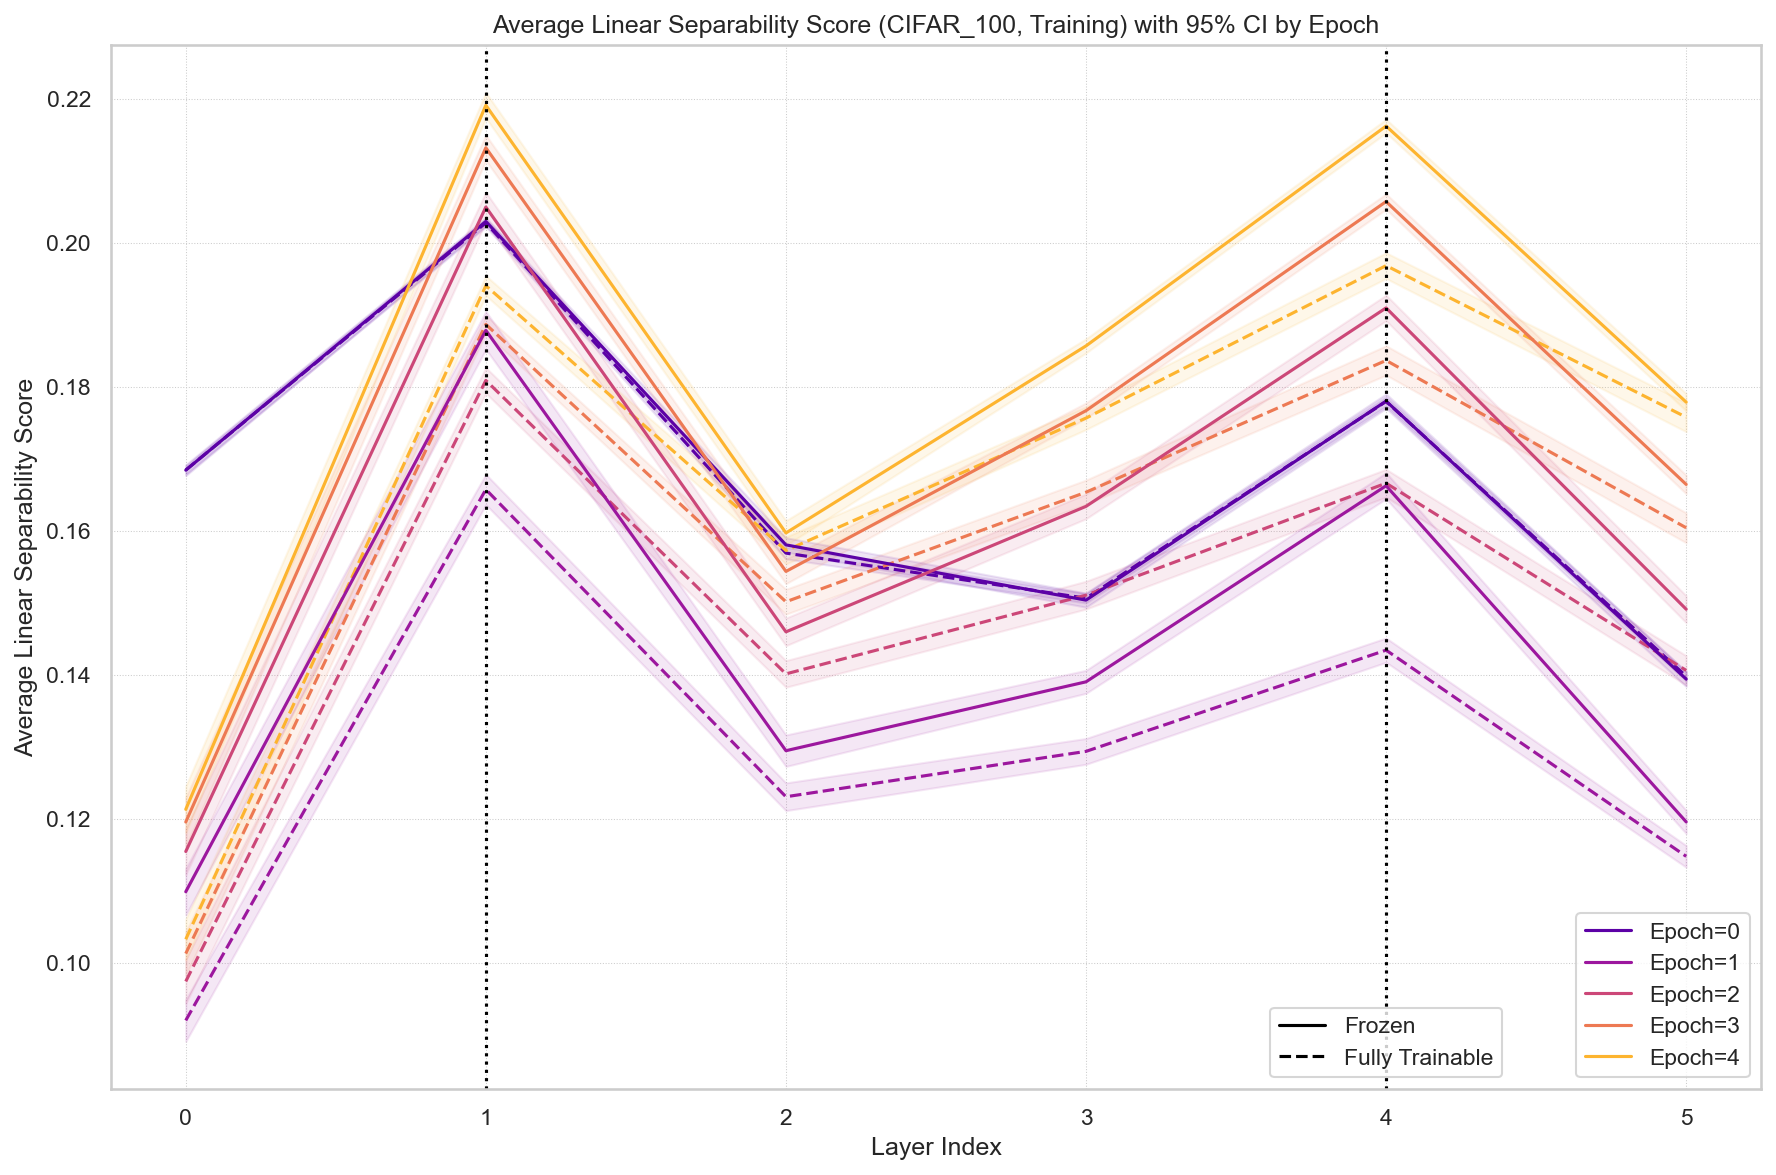 Average Linear Separability Score (CIFAR_100, Training) with 95% CI by Epoch
Average Linear Separability Score
0.22
0.20
0.18
0.16
0.14
0.12
0.10
0 1 2 3 4 5
Layer Index
Frozen
Fully Trainable
Epoch=0
Epoch=1
Epoch=2
Epoch=3
Epoch=4